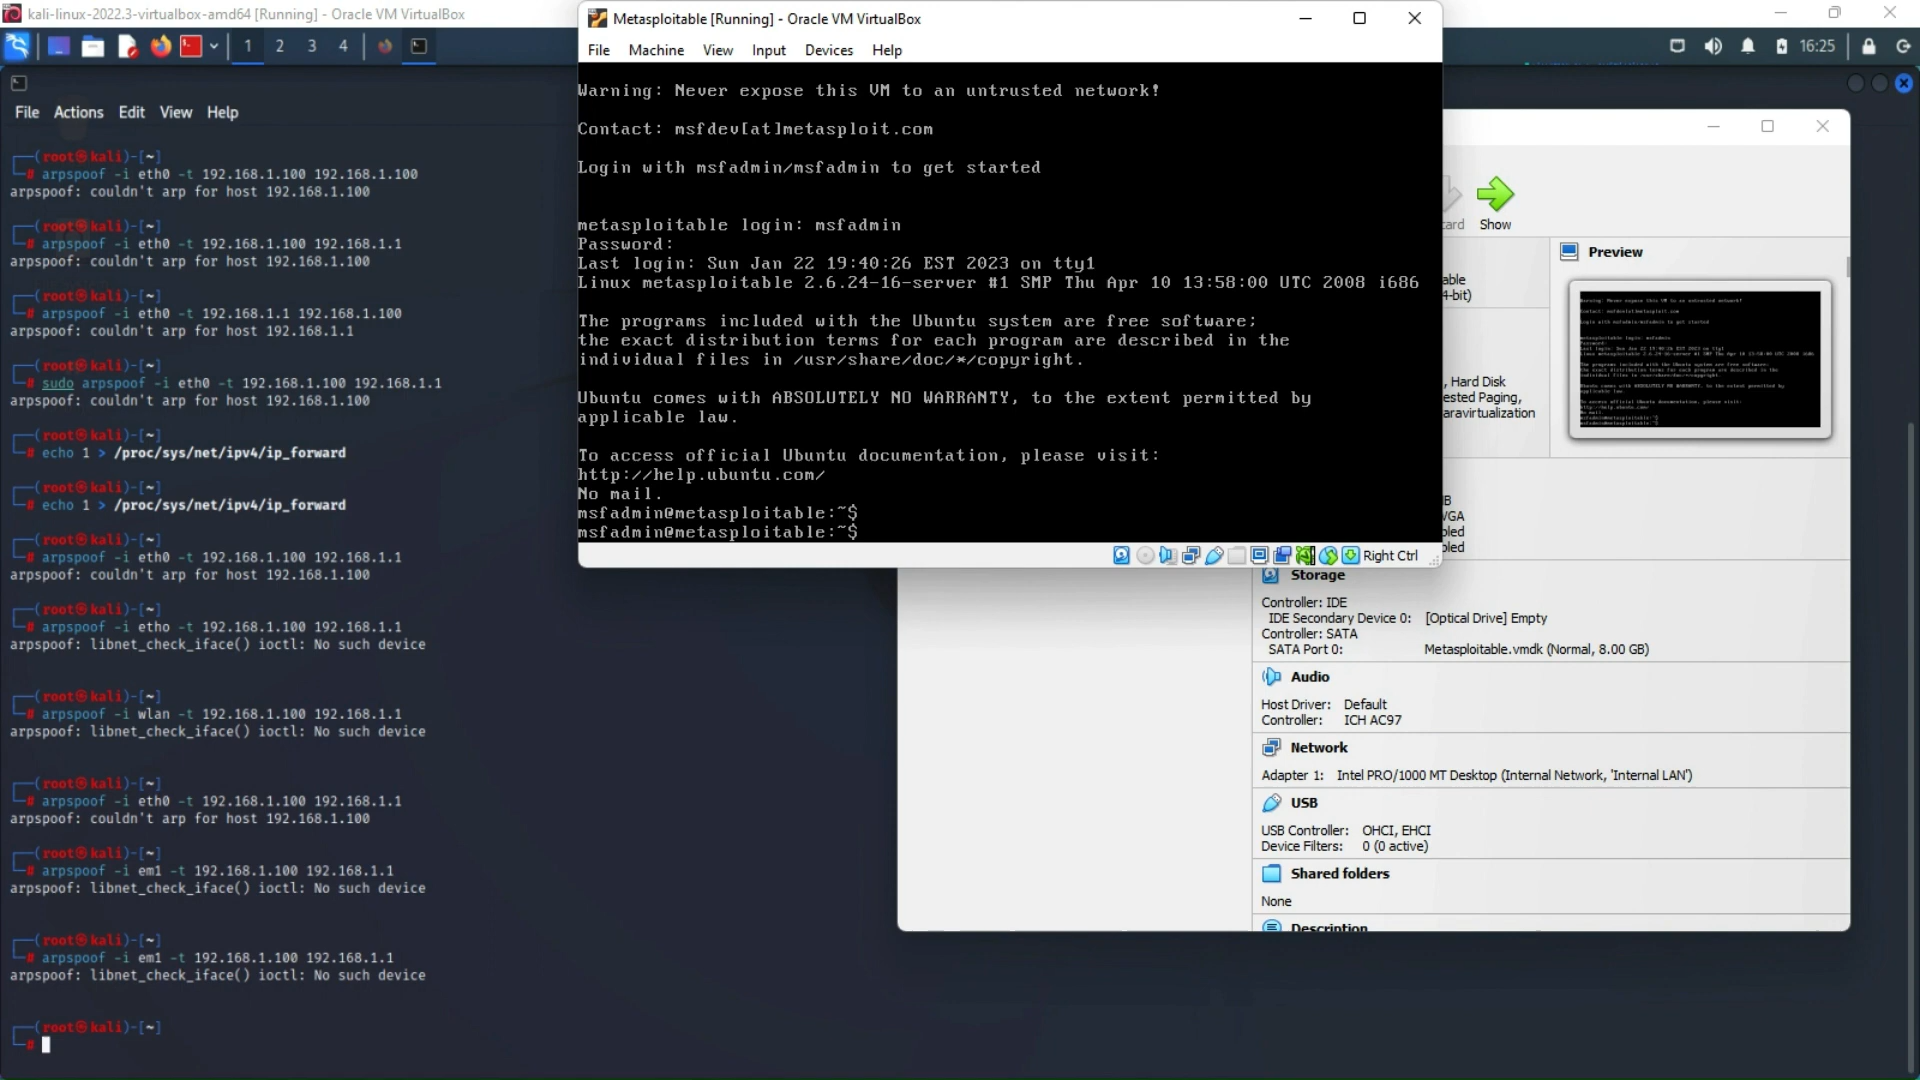 kali-linux-2022.3-virtualbox-amd64 [Running] - Oracle VM VirtualBox
1 2 3 4
16:25
File Actions Edit View Help
┌──(root㉿kali)-[~]
└─# arpspoof -i eth0 -t 192.168.1.100 192.168.1.100
arpspoof: couldn't arp for host 192.168.1.100
┌──(root㉿kali)-[~]
└─# arpspoof -i eth0 -t 192.168.1.100 192.168.1.1
arpspoof: couldn't arp for host 192.168.1.100
┌──(root㉿kali)-[~]
└─# arpspoof -i eth0 -t 192.168.1.1 192.168.1.100
arpspoof: couldn't arp for host 192.168.1.1
┌──(root㉿kali)-[~]
└─# sudo arpspoof -i eth0 -t 192.168.1.100 192.168.1.1
arpspoof: couldn't arp for host 192.168.1.100
┌──(root㉿kali)-[~]
└─# echo 1 > /proc/sys/net/ipv4/ip_forward
┌──(root㉿kali)-[~]
└─# echo 1 > /proc/sys/net/ipv4/ip_forward
┌──(root㉿kali)-[~]
└─# arpspoof -i eth0 -t 192.168.1.100 192.168.1.1
arpspoof: couldn't arp for host 192.168.1.100
┌──(root㉿kali)-[~]
└─# arpspoof -i etho -t 192.168.1.100 192.168.1.1
arpspoof: libnet_check_iface() ioctl: No such device
┌──(root㉿kali)-[~]
└─# arpspoof -i wlan -t 192.168.1.100 192.168.1.1
arpspoof: libnet_check_iface() ioctl: No such device
┌──(root㉿kali)-[~]
└─# arpspoof -i eth0 -t 192.168.1.100 192.168.1.1
arpspoof: couldn't arp for host 192.168.1.100
┌──(root㉿kali)-[~]
└─# arpspoof -i em1 -t 192.168.1.100 192.168.1.1
arpspoof: libnet_check_iface() ioctl: No such device
┌──(root㉿kali)-[~]
└─# arpspoof -i em1 -t 192.168.1.100 192.168.1.1
arpspoof: libnet_check_iface() ioctl: No such device
┌──(root㉿kali)-[~]
└─#
Metasploitable [Running] - Oracle VM VirtualBox
File Machine View Input Devices Help
Warning: Never expose this VM to an untrusted network!
Contact: msfdev[at]metasploit.com
Login with msfadmin/msfadmin to get started
metasploitable login: msfadmin
Password:
Last login: Sun Jan 22 19:40:26 EST 2023 on tty1
Linux metasploitable 2.6.24-16-server #1 SMP Thu Apr 10 13:58:00 UTC 2008 i686
The programs included with the Ubuntu system are free software;
the exact distribution terms for each program are described in the
individual files in /usr/share/doc/*/copyright.
Ubuntu comes with ABSOLUTELY NO WARRANTY, to the extent permitted by
applicable law.
To access official Ubuntu documentation, please visit:
http://help.ubuntu.com/
No mail.
msfadmin@metasploitable:~$
msfadmin@metasploitable:~$
Right Ctrl
card Show
Preview
able
4-bit)
, Hard Disk
ested Paging,
aravirtualization
B
VGA
bled
bled
Storage
Controller: IDE
IDE Secondary Device 0: [Optical Drive] Empty
Controller: SATA
SATA Port 0: Metasploitable.vmdk (Normal, 8.00 GB)
Audio
Host Driver: Default
Controller: ICH AC97
Network
Adapter 1: Intel PRO/1000 MT Desktop (Internal Network, 'Internal LAN')
USB
USB Controller: OHCI, EHCI
Device Filters: 0 (0 active)
Shared folders
None
Description